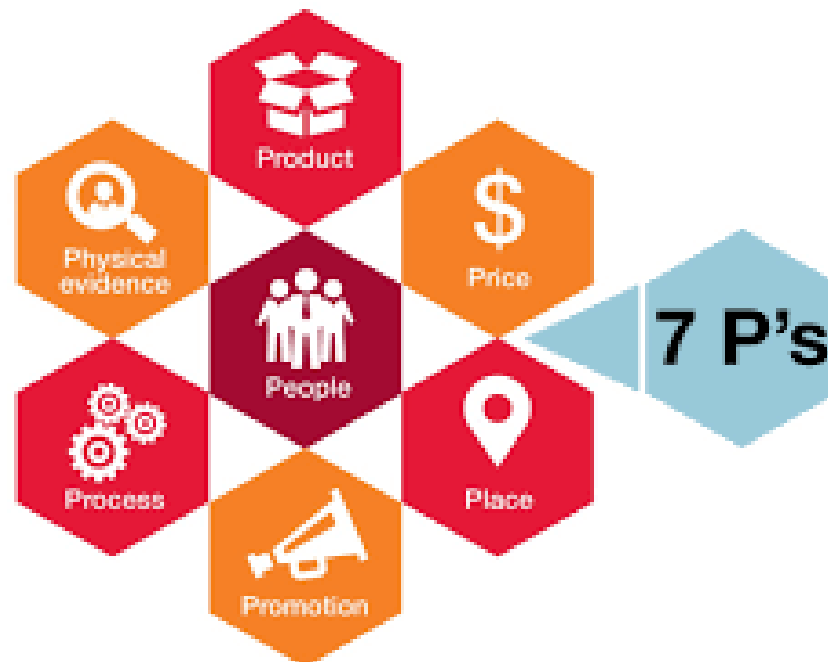 Product
Physical
evidence
$
Price
People
7 P's
Process
Place
Promotion